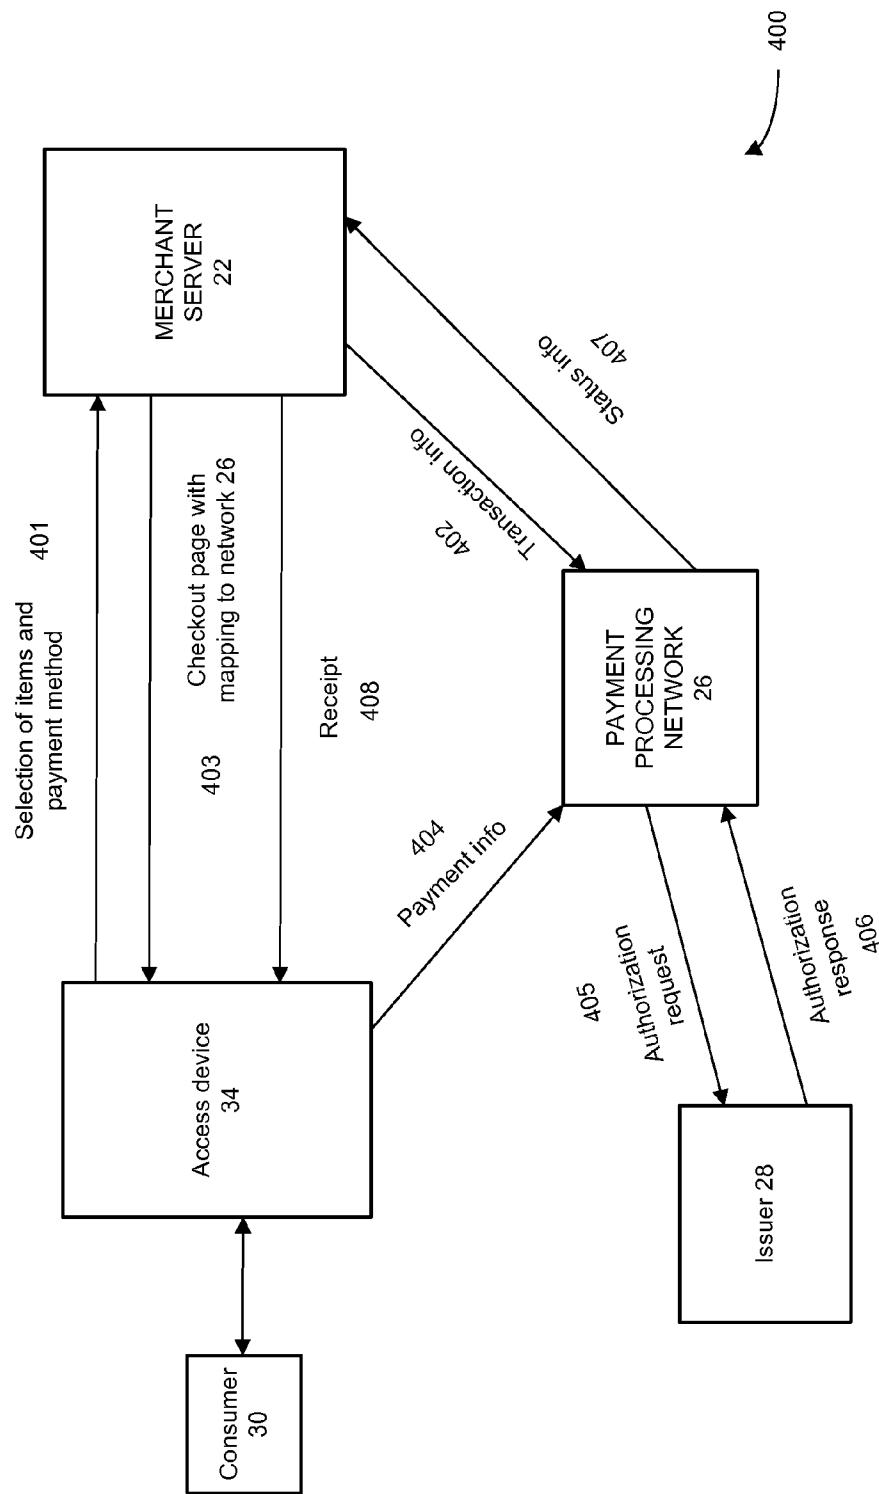 400
MERCHANT
SERVER
22
Selection of items and
payment method
401
403
Checkout page with
mapping to network 26
Receipt
408
Transaction info
402
Status info
407
Access device
34
404
Payment info
PAYMENT
PROCESSING
NETWORK
26
Consumer
30
405
Authorization
request
Authorization
response
406
Issuer 28